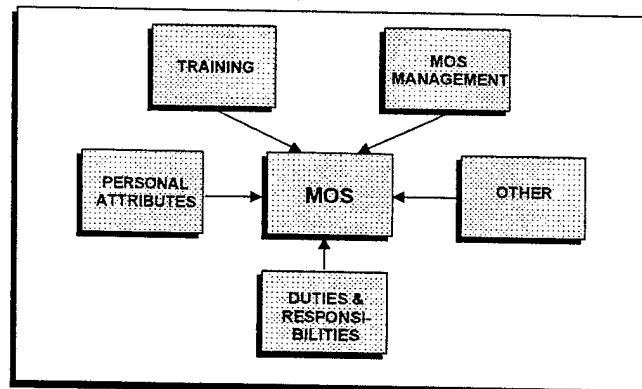 TRAINING
MOS
MANAGEMENT
PERSONAL
ATTRIBUTES
MOS
OTHER
DUTIES &
RESPONSI-
BILITIES